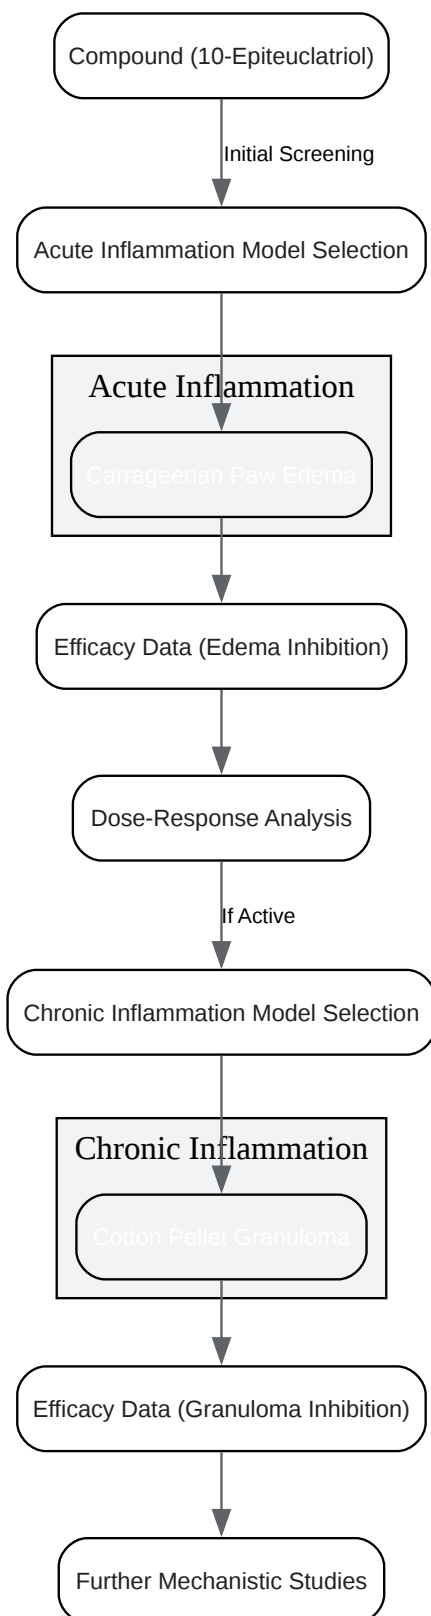 Compound (10-Epiteuclatriol)
Initial Screening
Acute Inflammation Model Selection
Acute Inflammation
Carrageenan Paw Edema
Efficacy Data (Edema Inhibition)
Dose-Response Analysis
If Active
Chronic Inflammation Model Selection
Chronic Inflammation
Cotton Pellet Granuloma
Efficacy Data (Granuloma Inhibition)
Further Mechanistic Studies